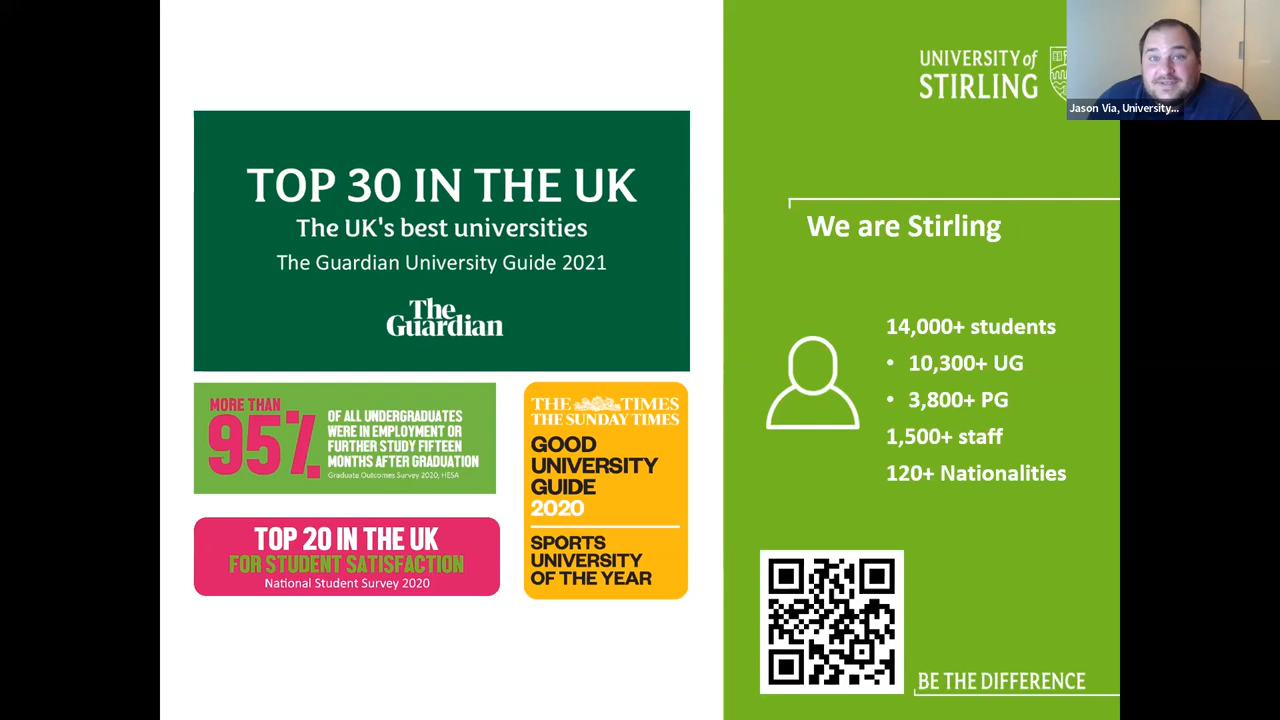 TOP 30 IN THE UK
The UK's best universities
The Guardian University Guide 2021
The
Guardian
MORE THAN
95%
OF ALL UNDERGRADUATES
WERE IN EMPLOYMENT OR
FURTHER STUDY FIFTEEN
MONTHS AFTER GRADUATION
Graduate Outcomes Survey 2020, HESA
TOP 20 IN THE UK
FOR STUDENT SATISFACTION
National Student Survey 2020
THE TIMES
THE SUNDAY TIMES
GOOD
UNIVERSITY
GUIDE
2020
SPORTS
UNIVERSITY
OF THE YEAR
UNIVERSITY of
STIRLING
Jason Via, University...
We are Stirling
14,000+ students
• 10,300+ UG
• 3,800+ PG
1,500+ staff
120+ Nationalities
BE THE DIFFERENCE